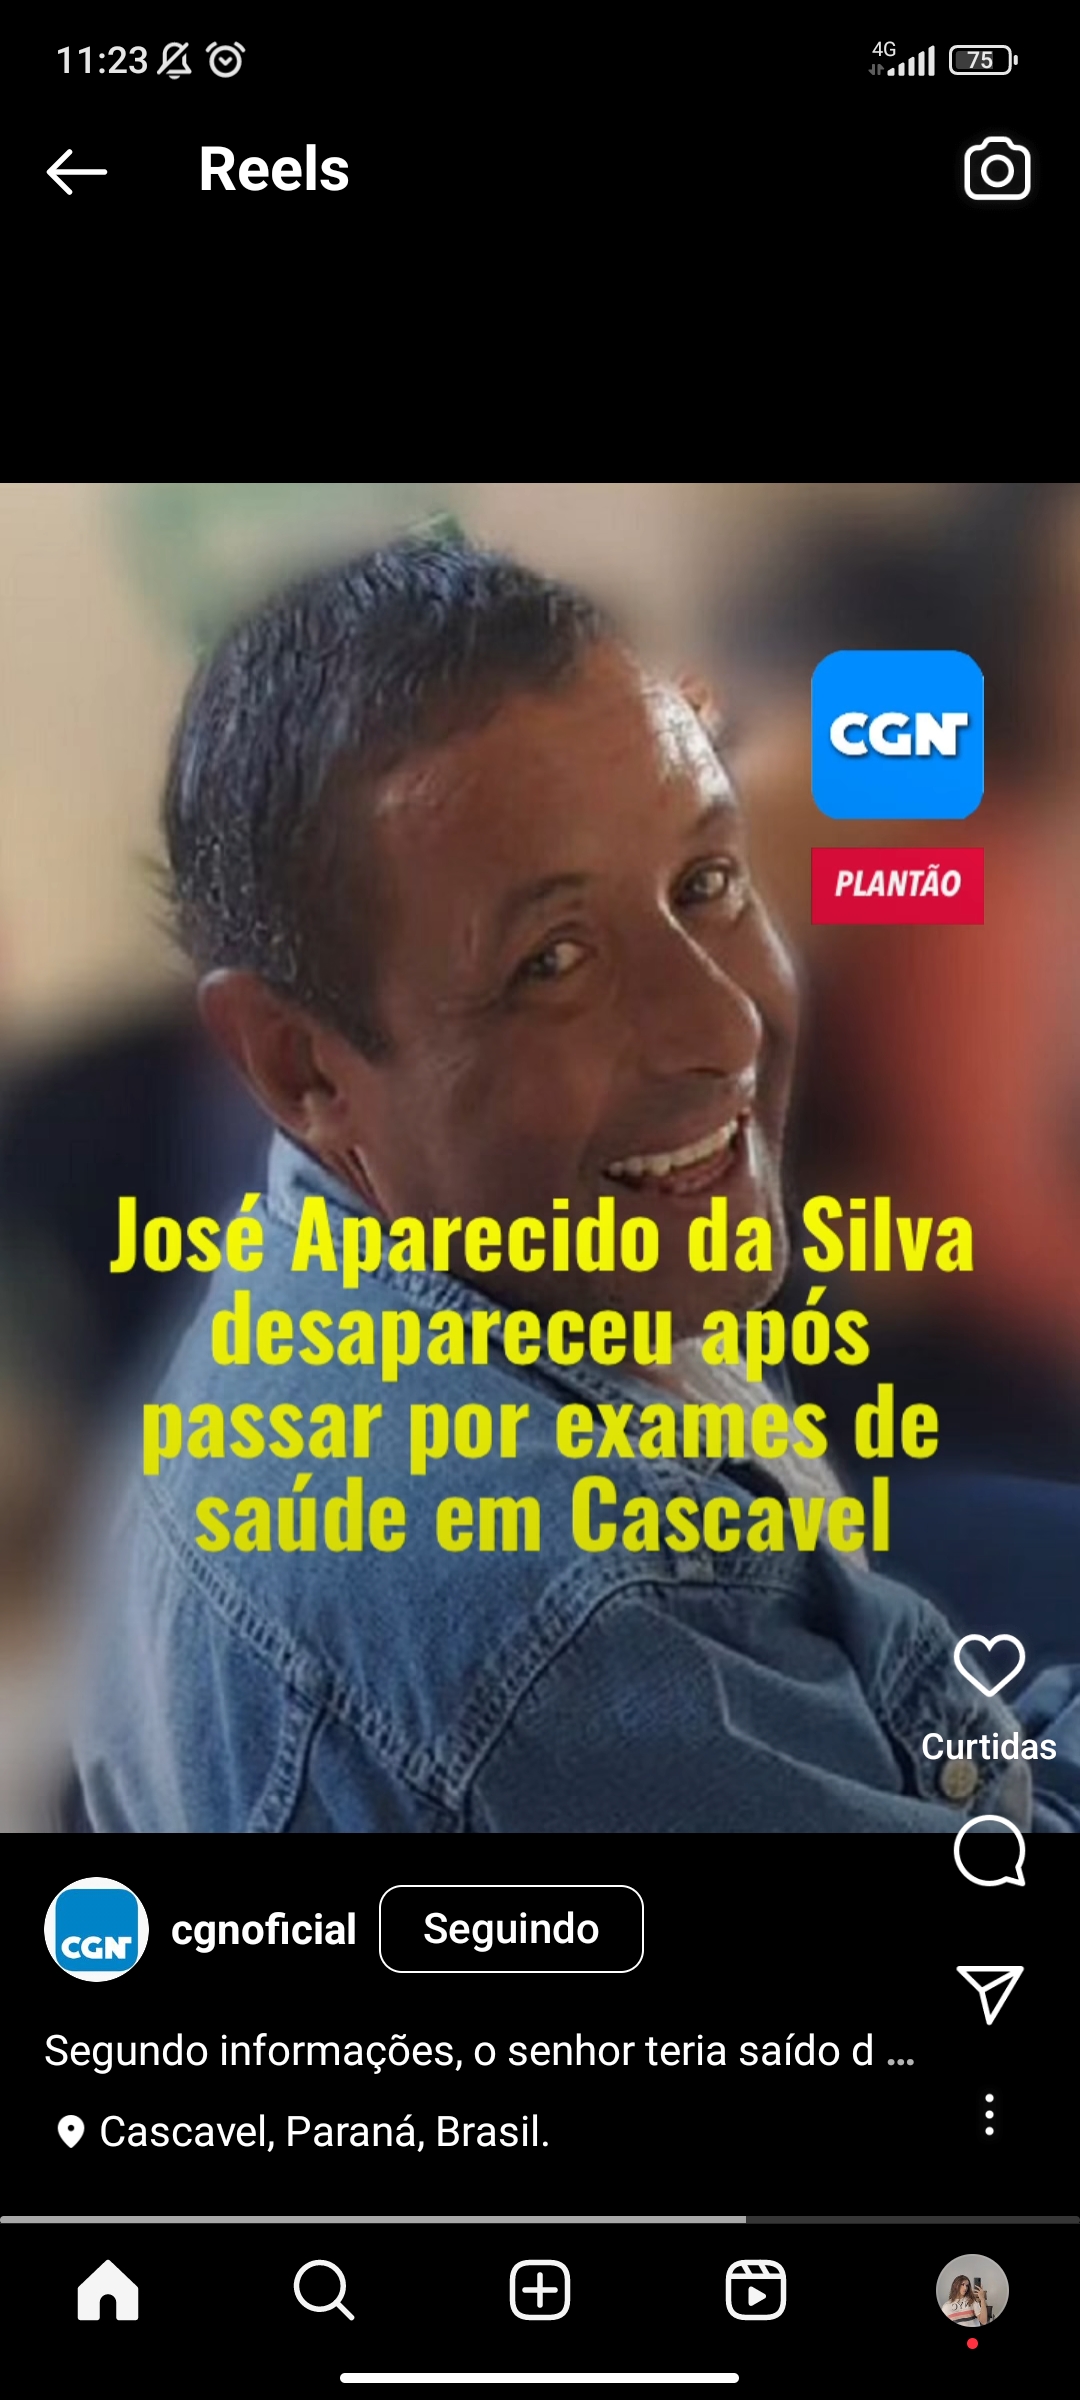 11:23
4G
75
Reels
CGN
PLANTÃO
José Aparecido da Silva
desapareceu após
passar por exames de
saúde em Cascavel
Curtidas
CGN
cgnoficial
Seguindo
Segundo informações, o senhor teria saído d ...
Cascavel, Paraná, Brasil.